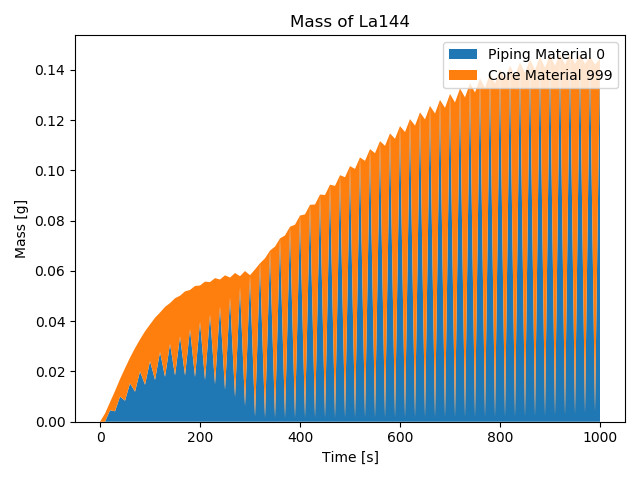 Mass of La144
Piping Material 0
Core Material 999
Mass [g]
0.14
0.12
0.10
0.08
0.06
0.04
0.02
0.00
0 200 400 600 800 1000
Time [s]